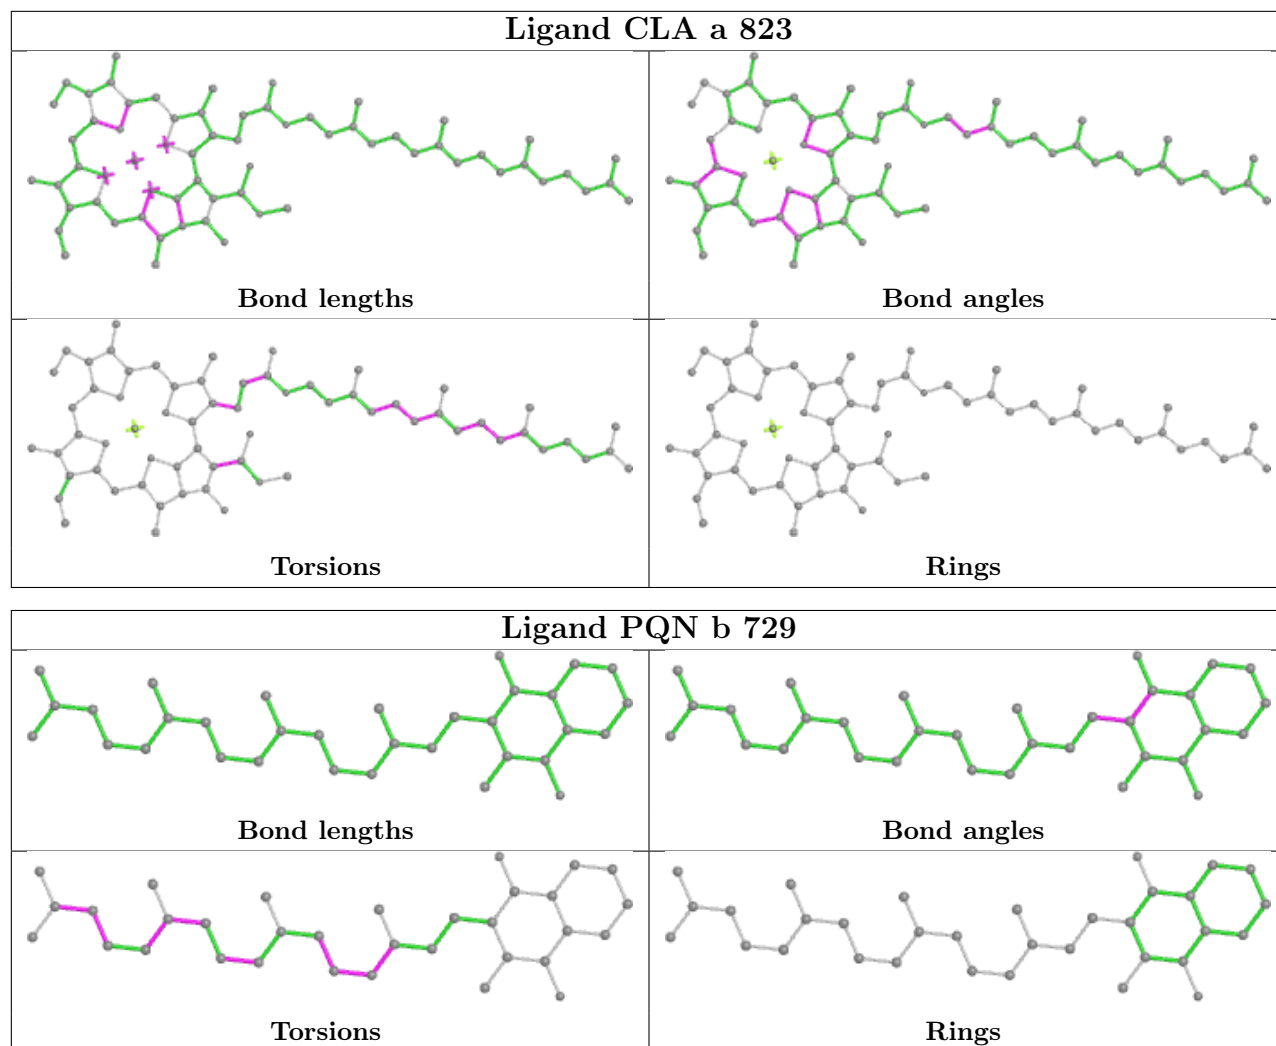 Ligand CLA a 823
Bond lengths
Bond angles
Torsions
Rings
Ligand PQN b 729
Bond lengths
Bond angles
Torsions
Rings